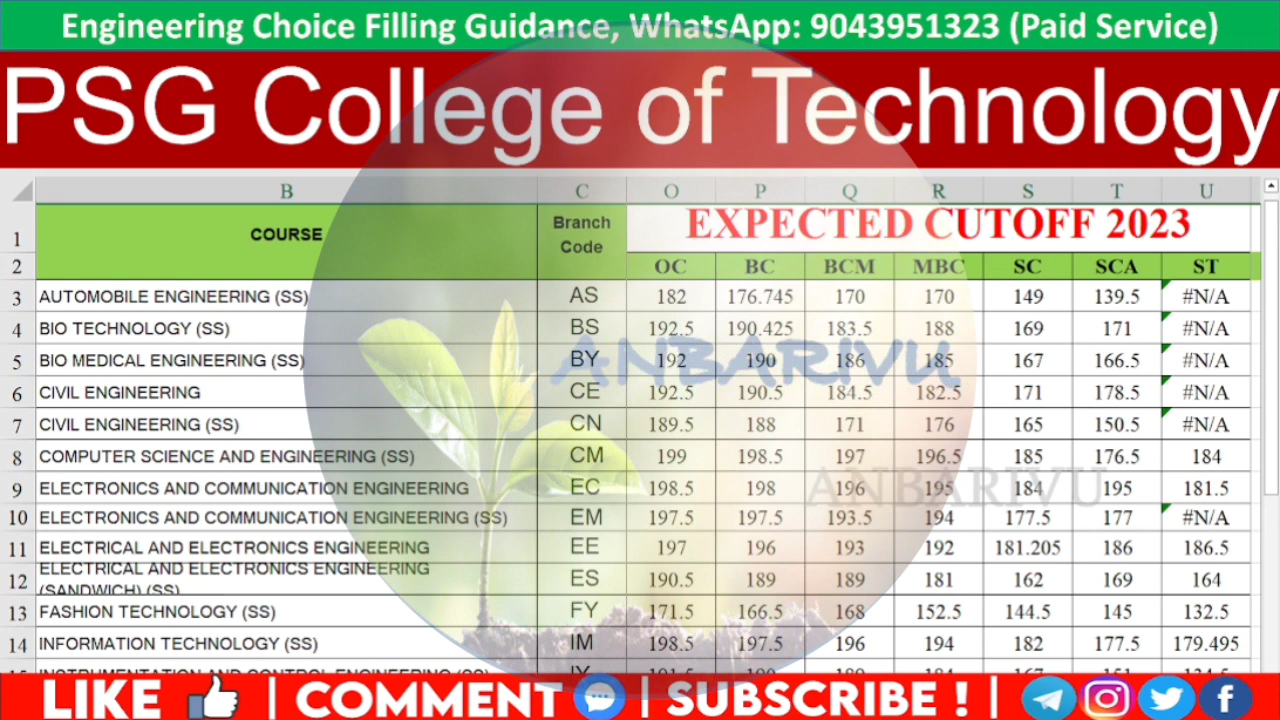 Engineering Choice Filling Guidance, WhatsApp: 9043951323 (Paid Service)
PSG College of Technology
B C O P Q R S T U
1 COURSE Branch Code EXPECTED CUTOFF 2023
2 OC BC BCM MBC SC SCA ST
3 AUTOMOBILE ENGINEERING (SS) AS 182 176.745 170 170 149 139.5 #N/A
4 BIO TECHNOLOGY (SS) BS 192.5 190.425 183.5 188 169 171 #N/A
5 BIO MEDICAL ENGINEERING (SS) BY 192 190 186 185 167 166.5 #N/A
ANBARIVU
6 CIVIL ENGINEERING CE 192.5 190.5 184.5 182.5 171 178.5 #N/A
7 CIVIL ENGINEERING (SS) CN 189.5 188 171 176 165 150.5 #N/A
8 COMPUTER SCIENCE AND ENGINEERING (SS) CM 199 198.5 197 196.5 185 176.5 184
9 ELECTRONICS AND COMMUNICATION ENGINEERING EC 198.5 198 196 195 184 195 181.5
ANBARIVU
10 ELECTRONICS AND COMMUNICATION ENGINEERING (SS) EM 197.5 197.5 193.5 194 177.5 177 #N/A
11 ELECTRICAL AND ELECTRONICS ENGINEERING EE 197 196 193 192 181.205 186 186.5
12 ELECTRICAL AND ELECTRONICS ENGINEERING (SANDWICH) (SS) ES 190.5 189 189 181 162 169 164
13 FASHION TECHNOLOGY (SS) FY 171.5 166.5 168 152.5 144.5 145 132.5
14 INFORMATION TECHNOLOGY (SS) IM 198.5 197.5 196 194 182 177.5 179.495
INSTRUMENTATION AND CONTROL ENGINEERING (SS)
LIKE | COMMENT | SUBSCRIBE ! |